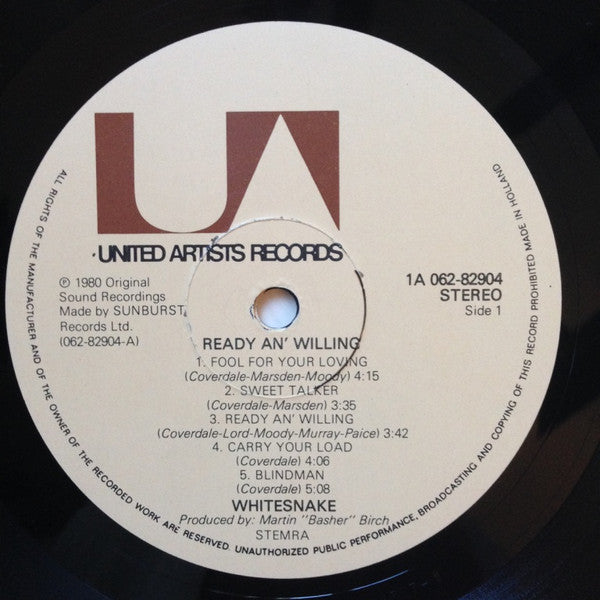 UA
UNITED ARTISTS RECORDS
℗ 1980 Original
Sound Recordings
Made by SUNBURST
Records Ltd.
(062-82904-A)
1A 062-82904
STEREO
Side 1
READY AN' WILLING
1. FOOL FOR YOUR LOVING
(Coverdale-Marsden-Moody) 4:15
2. SWEET TALKER
(Coverdale-Marsden) 3:35
3. READY AN' WILLING
(Coverdale-Lord-Moody-Murray-Paice) 3:42
4. CARRY YOUR LOAD
(Coverdale) 4:06
5. BLINDMAN
(Coverdale) 5:08
WHITESNAKE
Produced by: Martin "Basher" Birch
STEMRA
ALL RIGHTS OF THE MANUFACTURER AND OF THE OWNER OF THE RECORDED WORK ARE RESERVED. UNAUTHORIZED PUBLIC PERFORMANCE, BROADCASTING AND COPYING OF THIS RECORD PROHIBITED MADE IN HOLLAND